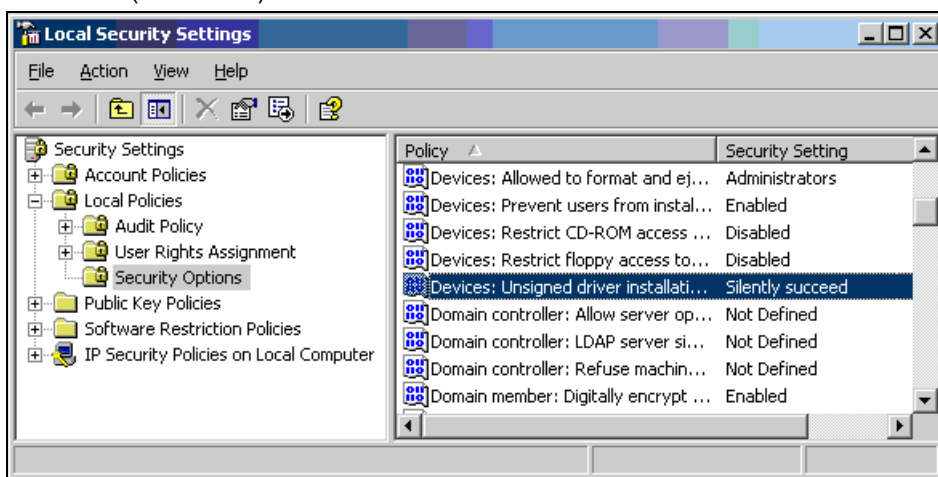 Local Security Settings
File Action View Help
Security Settings
Account Policies
Local Policies
Audit Policy
User Rights Assignment
Security Options
Public Key Policies
Software Restriction Policies
IP Security Policies on Local Computer
Policy Security Setting
Devices: Allowed to format and ej... Administrators
Devices: Prevent users from instal... Enabled
Devices: Restrict CD-ROM access ... Disabled
Devices: Restrict floppy access to... Disabled
Devices: Unsigned driver installati... Silently succeed
Domain controller: Allow server op... Not Defined
Domain controller: LDAP server si... Not Defined
Domain controller: Refuse machin... Not Defined
Domain member: Digitally encrypt ... Enabled